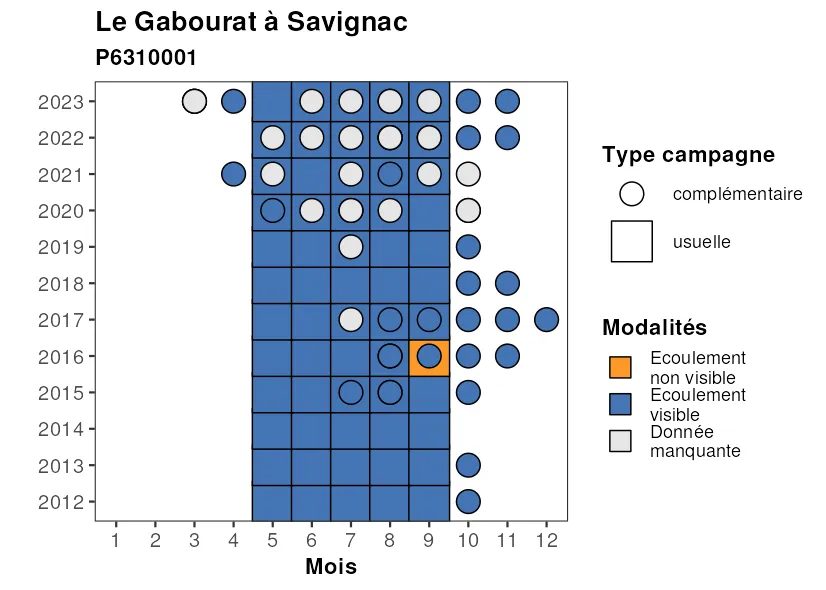 Le Gabourat à Savignac
P6310001
2023
2022
2021
2020
2019
2018
2017
2016
2015
2014
2013
2012
1 2 3 4 5 6 7 8 9 10 11 12
Mois
Type campagne
complémentaire
usuelle
Modalités
Ecoulement
non visible
Ecoulement
visible
Donnée
manquante